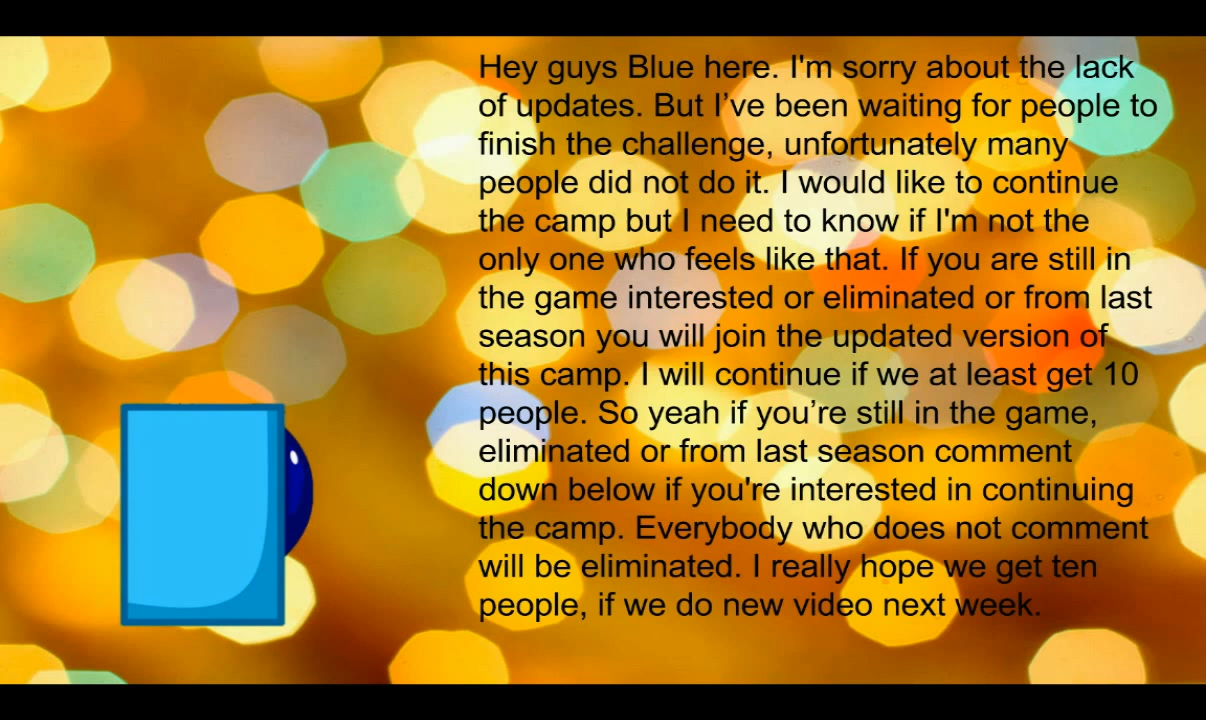 Hey guys Blue here. I'm sorry about the lack
of updates. But I’ve been waiting for people to
finish the challenge, unfortunately many
people did not do it. I would like to continue
the camp but I need to know if I'm not the
only one who feels like that. If you are still in
the game interested or eliminated or from last
season you will join the updated version of
this camp. I will continue if we at least get 10
people. So yeah if you’re still in the game,
eliminated or from last season comment
down below if you're interested in continuing
the camp. Everybody who does not comment
will be eliminated. I really hope we get ten
people, if we do new video next week.